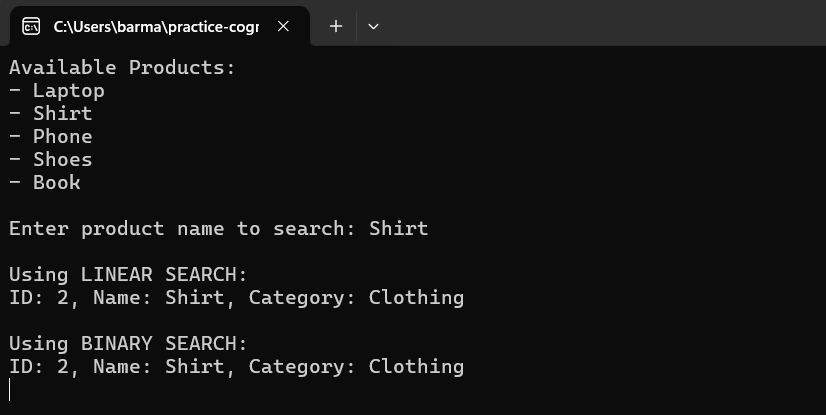 C:\Users\barma\practice-cogr
Available Products:
- Laptop
- Shirt
- Phone
- Shoes
- Book
Enter product name to search: Shirt
Using LINEAR SEARCH:
ID: 2, Name: Shirt, Category: Clothing
Using BINARY SEARCH:
ID: 2, Name: Shirt, Category: Clothing